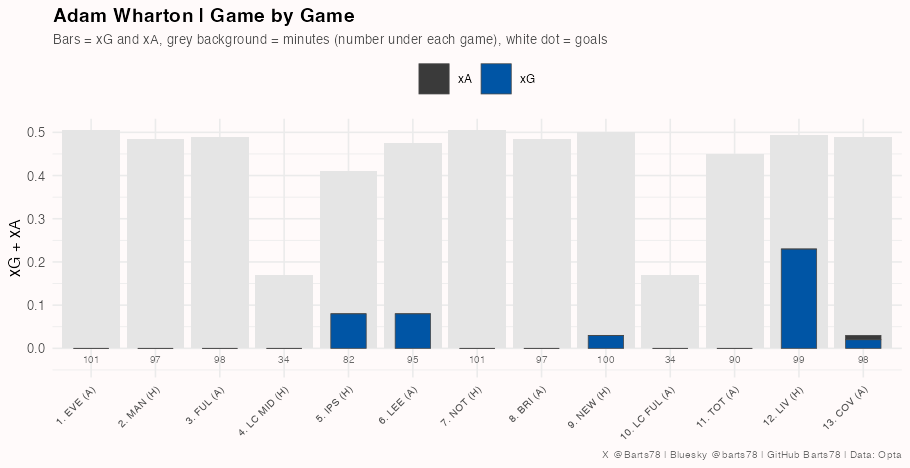 Adam Wharton | Game by Game
Bars = xG and xA, grey background = minutes (number under each game), white dot = goals
xA xG
xG + xA
0.5
0.4
0.3
0.2
0.1
0.0
101 97 98 34 82 95 101 97 100 34 90 99 98
1. EVE (A)
2. MAN (H)
3. FUL (A)
4. LC MID (H)
5. IPS (H)
6. LEE (A)
7. NOT (H)
8. BRI (A)
9. NEW (H)
10. LC FUL (A)
11. TOT (A)
12. LIV (H)
13. COV (A)
X @Barts78 | Bluesky @barts78 | GitHub Barts78 | Data: Opta